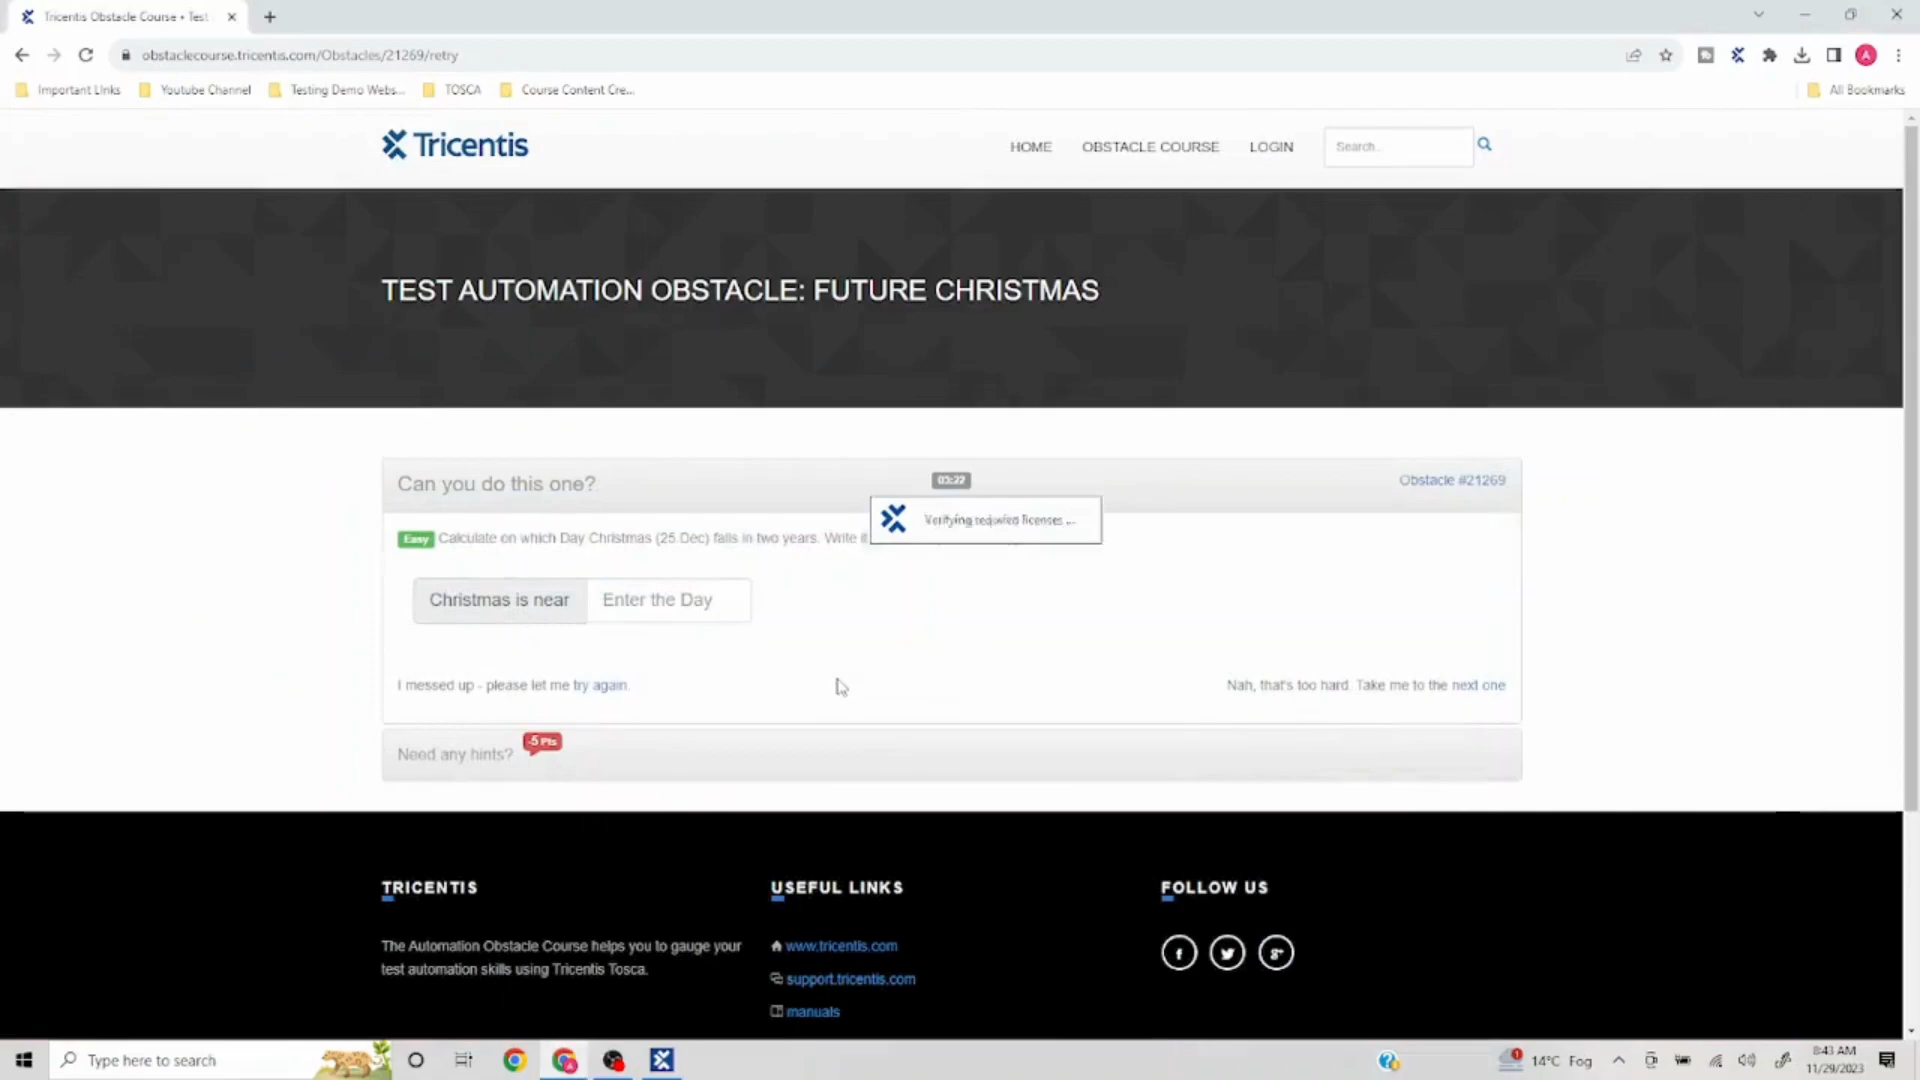 Tricentis Obstacle Course • Test
obstaclecourse.tricentis.com/Obstacles/21269/retry
A
Important Links
Youtube Channel
Testing Demo Webs...
TOSCA
Course Content Cre...
All Bookmarks
Tricentis
HOME
OBSTACLE COURSE
LOGIN
Search...
TEST AUTOMATION OBSTACLE: FUTURE CHRISTMAS
Can you do this one?
03:22
Obstacle #21269
Verifying required licenses ...
Easy Calculate on which Day Christmas (25.Dec) falls in two years. Write
Christmas is near
Enter the Day
I messed up - please let me try again.
Nah, that's too hard. Take me to the next one
Need any hints?
-5 Pts
TRICENTIS
USEFUL LINKS
FOLLOW US
The Automation Obstacle Course helps you to gauge your
test automation skills using Tricentis Tosca.
www.tricentis.com
support.tricentis.com
manuals
Type here to search
14°C Fog
8:43 AM
11/29/2023